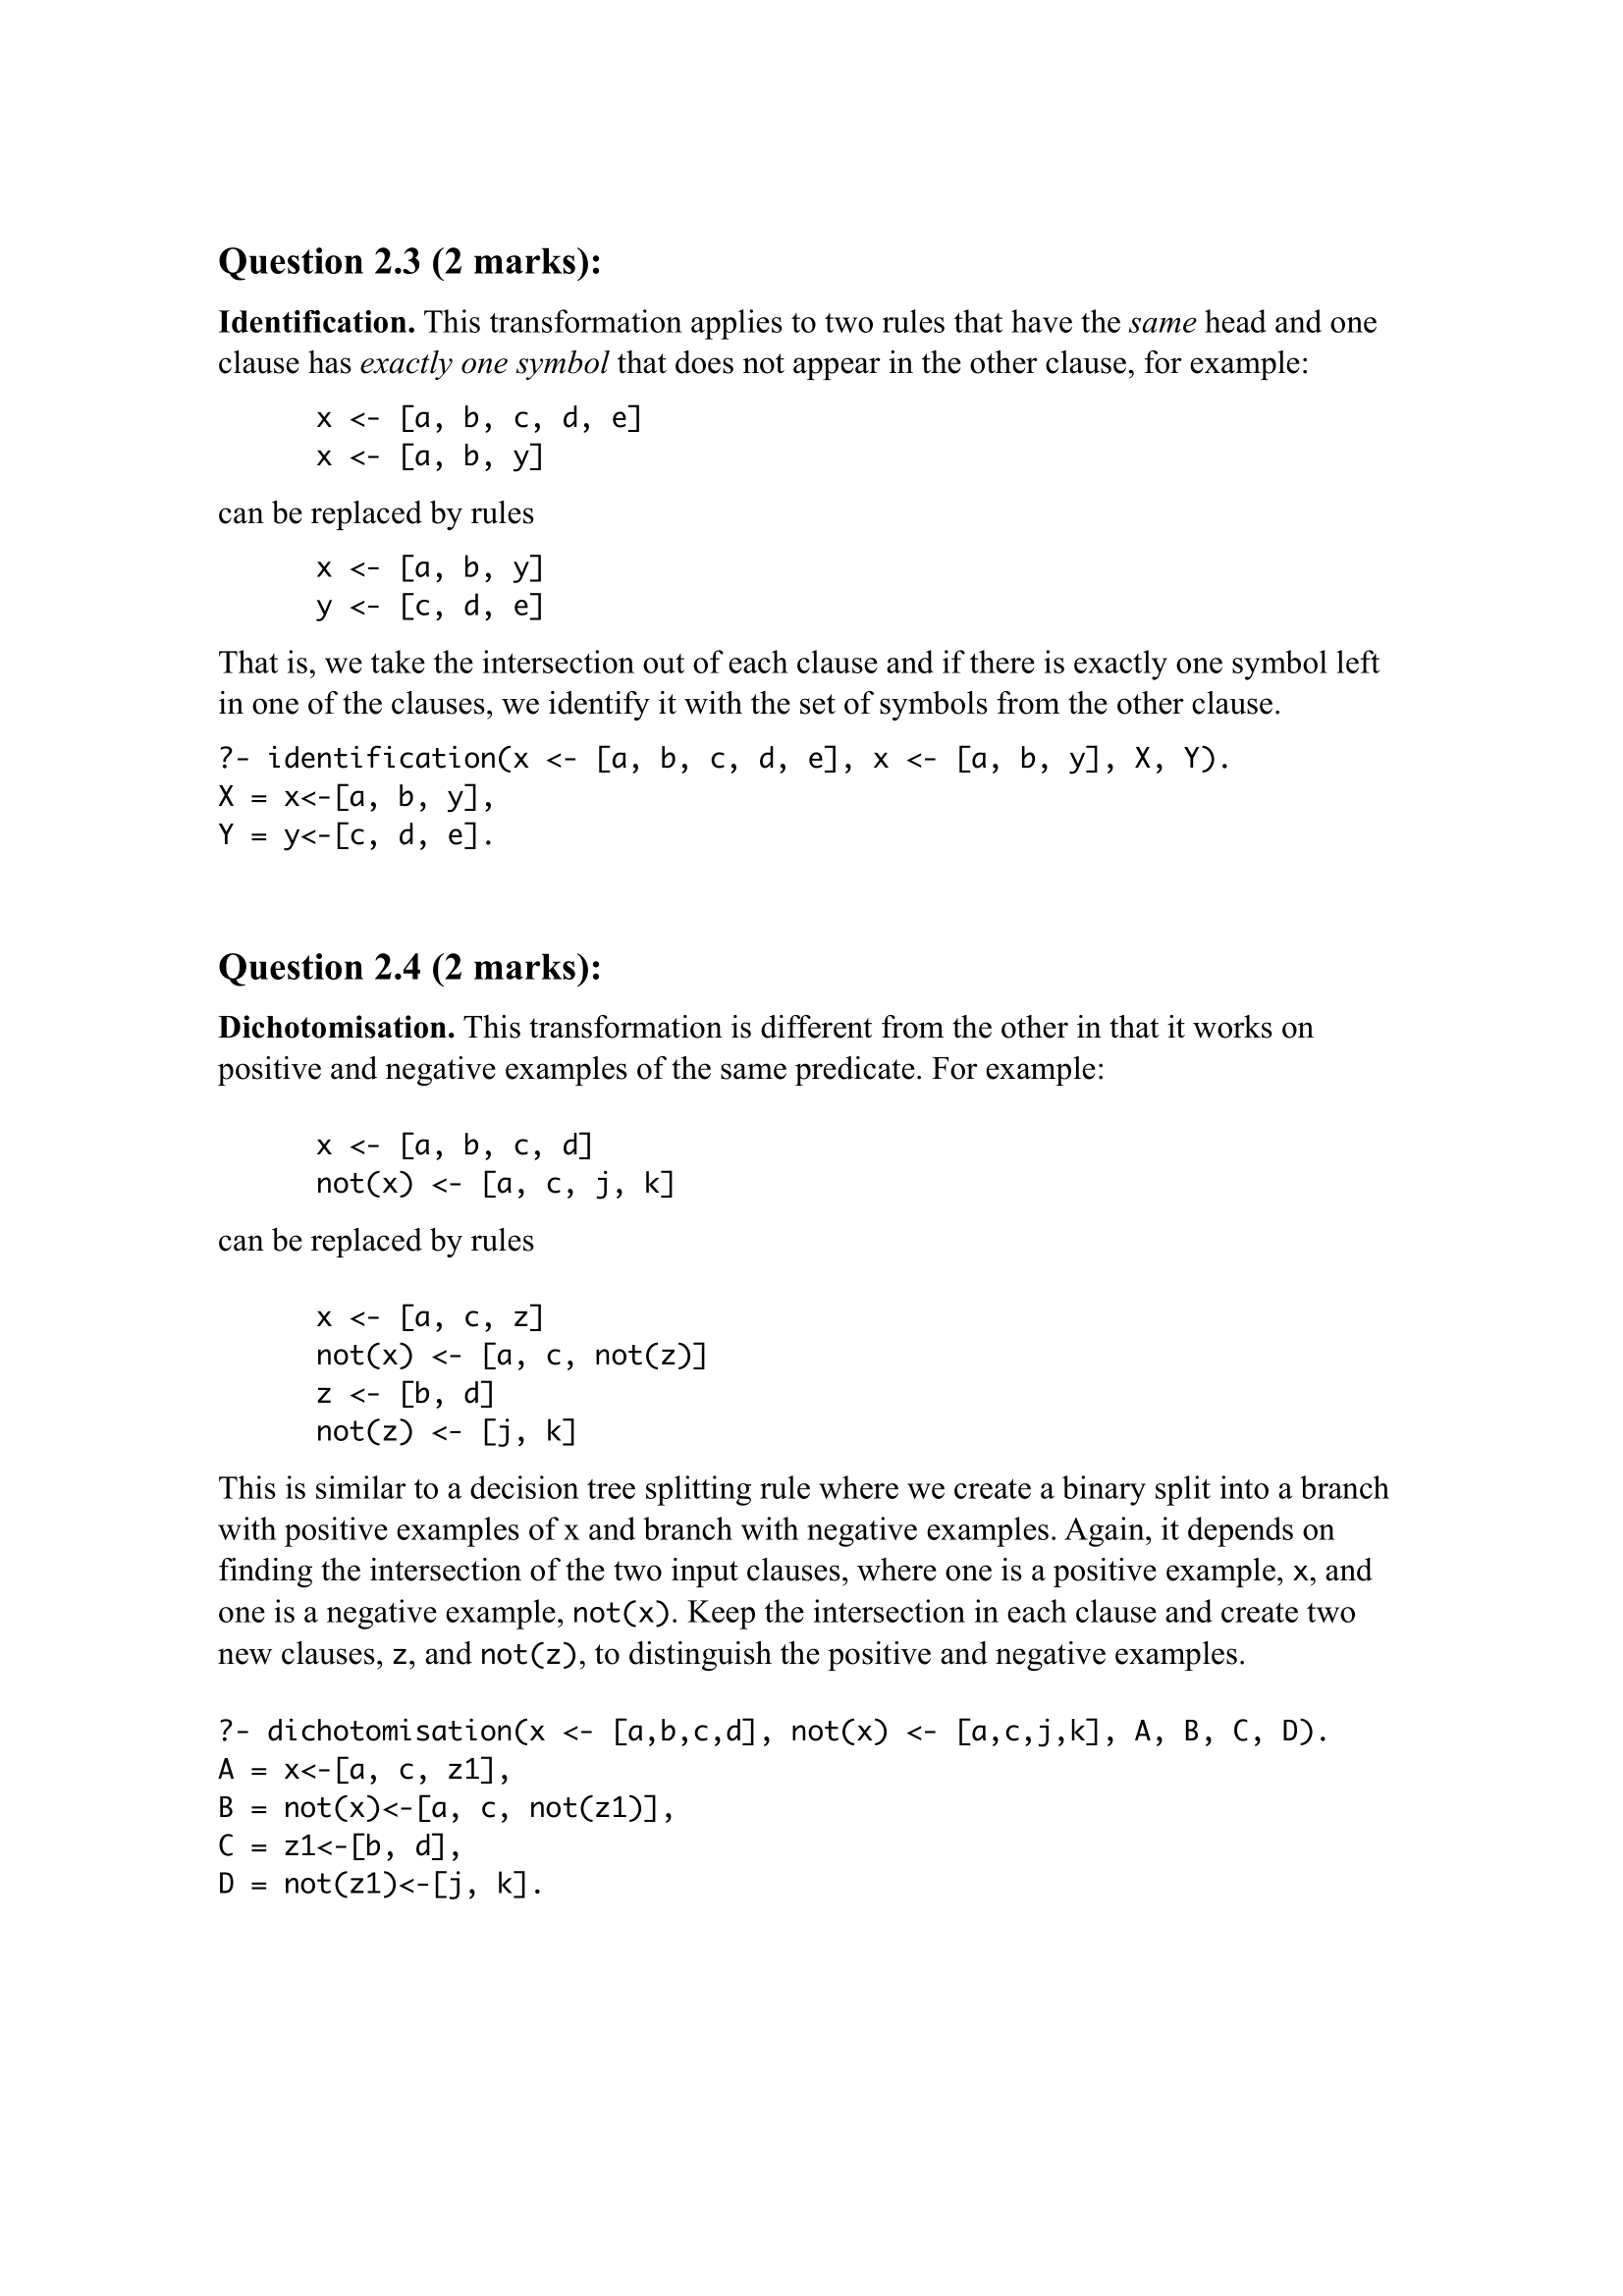 Question 2.3 (2 marks):
Identification. This transformation applies to two rules that have the same head and one
clause has exactly one symbol that does not appear in the other clause, for example:
x <- [a, b, c, d, e]
x <- [a, b, y]
can be replaced by rules
x <- [a, b, y]
y <- [c, d, e]
That is, we take the intersection out of each clause and if there is exactly one symbol left
in one of the clauses, we identify it with the set of symbols from the other clause.
?- identification(x <- [a, b, c, d, e], x <- [a, b, y], X, Y).
X = x<-[a, b, y],
Y = y<-[c, d, e].
Question 2.4 (2 marks):
Dichotomisation. This transformation is different from the other in that it works on
positive and negative examples of the same predicate. For example:
x <- [a, b, c, d]
not(x) <- [a, c, j, k]
can be replaced by rules
x <- [a, c, z]
not(x) <- [a, c, not(z)]
z <- [b, d]
not(z) <- [j, k]
This is similar to a decision tree splitting rule where we create a binary split into a branch
with positive examples of x and branch with negative examples. Again, it depends on
finding the intersection of the two input clauses, where one is a positive example, x, and
one is a negative example, not(x). Keep the intersection in each clause and create two
new clauses, z, and not(z), to distinguish the positive and negative examples.
?- dichotomisation(x <- [a,b,c,d], not(x) <- [a,c,j,k], A, B, C, D).
A = x<-[a, c, z1],
B = not(x)<-[a, c, not(z1)],
C = z1<-[b, d],
D = not(z1)<-[j, k].